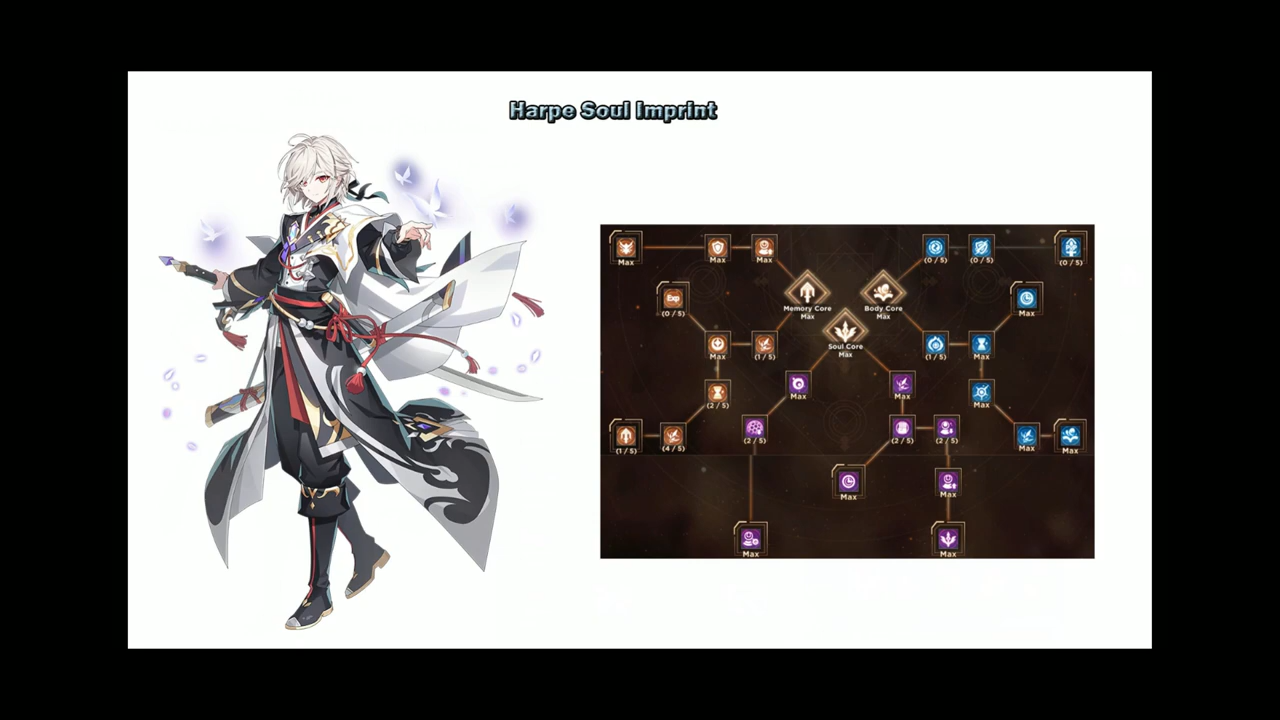 Harpe Soul Imprint
Max
Max
Max
(0 / 5)
(0 / 5)
(0 / 5)
Exp
(0 / 5)
Memory Core
Max
Body Core
Max
Max
Soul Core
Max
Max
(1 / 5)
(1 / 5)
Max
(2 / 5)
Max
Max
Max
(1 / 5)
(4 / 5)
(2 / 5)
(2 / 5)
(2 / 5)
Max
Max
Max
Max
Max
Max